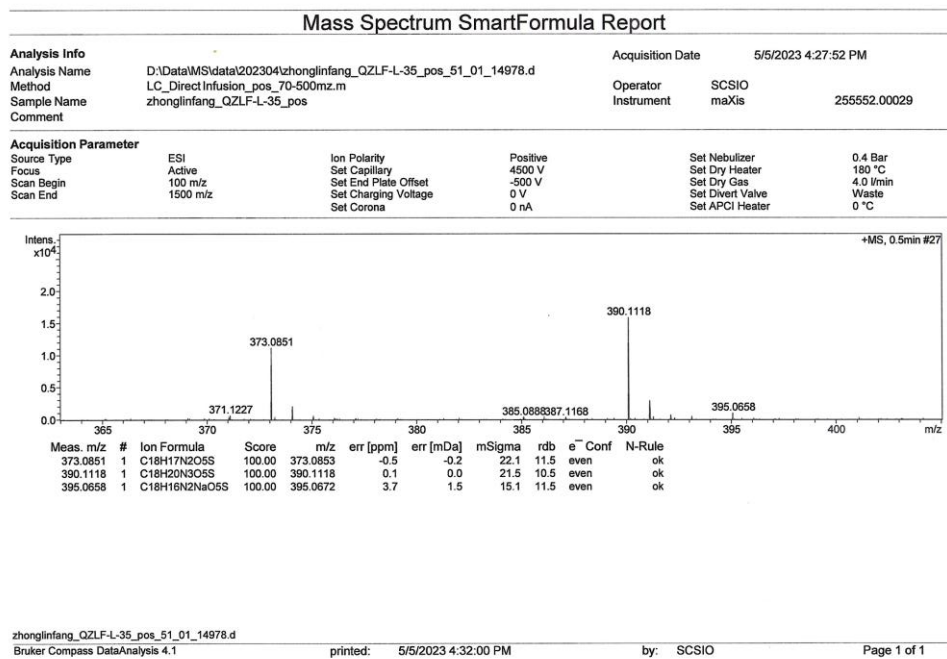 Mass Spectrum SmartFormula Report
Analysis Info Acquisition Date 5/5/2023 4:27:52 PM
Analysis Name D:\Data\MS\data\202304\zhonglinfang_QZLF-L-35_pos_51_01_14978.d
Method LC_Direct Infusion_pos_70-500mz.m Operator SCSIO
Sample Name zhonglinfang_QZLF-L-35_pos Instrument maXis 255552.00029
Comment
Acquisition Parameter
Source Type ESI Ion Polarity Positive Set Nebulizer 0.4 Bar
Focus Active Set Capillary 4500 V Set Dry Heater 180 °C
Scan Begin 100 m/z Set End Plate Offset -500 V Set Dry Gas 4.0 l/min
Scan End 1500 m/z Set Charging Voltage 0 V Set Divert Valve Waste
Set Corona 0 nA Set APCI Heater 0 °C
Intens. +MS, 0.5min #27
x10⁴
2.0
390.1118
1.5
373.0851
1.0
0.5
371.1227 385.0888 387.1168 395.0658
0.0
365 370 375 380 385 390 395 400 m/z
Meas. m/z # Ion Formula Score m/z err [ppm] err [mDa] mSigma rdb e⁻ Conf N-Rule
373.0851 1 C18H17N2O5S 100.00 373.0853 -0.5 -0.2 22.1 11.5 even ok
390.1118 1 C18H20N3O5S 100.00 390.1118 0.1 0.0 21.5 10.5 even ok
395.0658 1 C18H16N2NaO5S 100.00 395.0672 3.7 1.5 15.1 11.5 even ok
zhonglinfang_QZLF-L-35_pos_51_01_14978.d
Bruker Compass DataAnalysis 4.1 printed: 5/5/2023 4:32:00 PM by: SCSIO Page 1 of 1